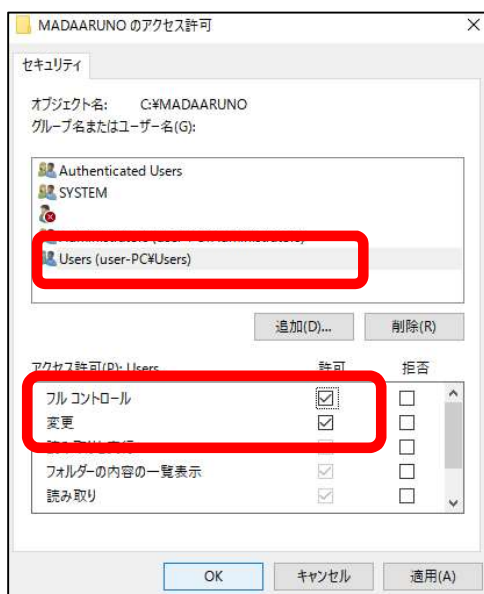 MADAARUNO のアクセス許可
セキュリティ
オブジェクト名: C:¥MADAARUNO
グループ名またはユーザー名(G):
Authenticated Users
SYSTEM
Users (user-PC¥Users)
追加(D)...
削除(R)
アクセス許可(P): Users 許可 拒否
フル コントロール
変更
フォルダーの内容の一覧表示
読み取り
OK
キャンセル
適用(A)